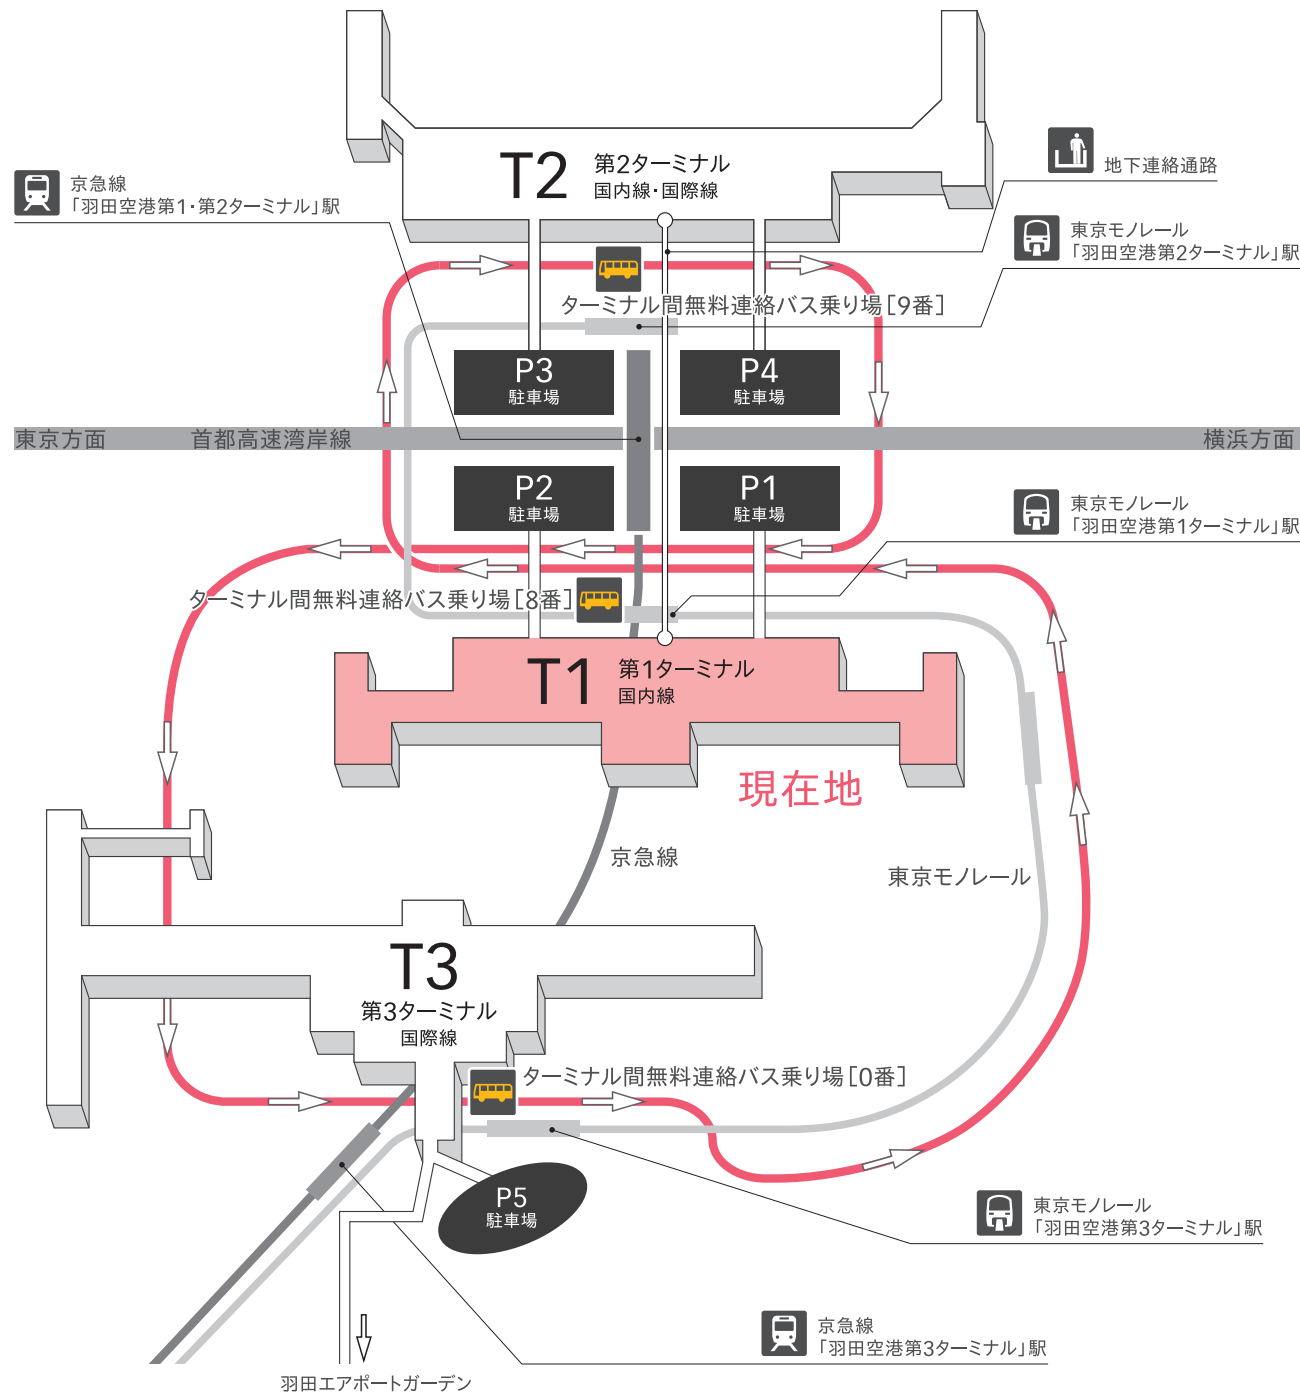 T2
第2ターミナル
国内線・国際線
地下連絡通路
京急線
「羽田空港第1・第2ターミナル」駅
東京モノレール
「羽田空港第2ターミナル」駅
ターミナル間無料連絡バス乗り場[9番]
P3
駐車場
P4
駐車場
東京方面
首都高速湾岸線
横浜方面
P2
駐車場
P1
駐車場
東京モノレール
「羽田空港第1ターミナル」駅
ターミナル間無料連絡バス乗り場[8番]
T1
第1ターミナル
国内線
現在地
京急線
東京モノレール
T3
第3ターミナル
国際線
ターミナル間無料連絡バス乗り場[0番]
P5
駐車場
東京モノレール
「羽田空港第3ターミナル」駅
京急線
「羽田空港第3ターミナル」駅
羽田エアポートガーデン